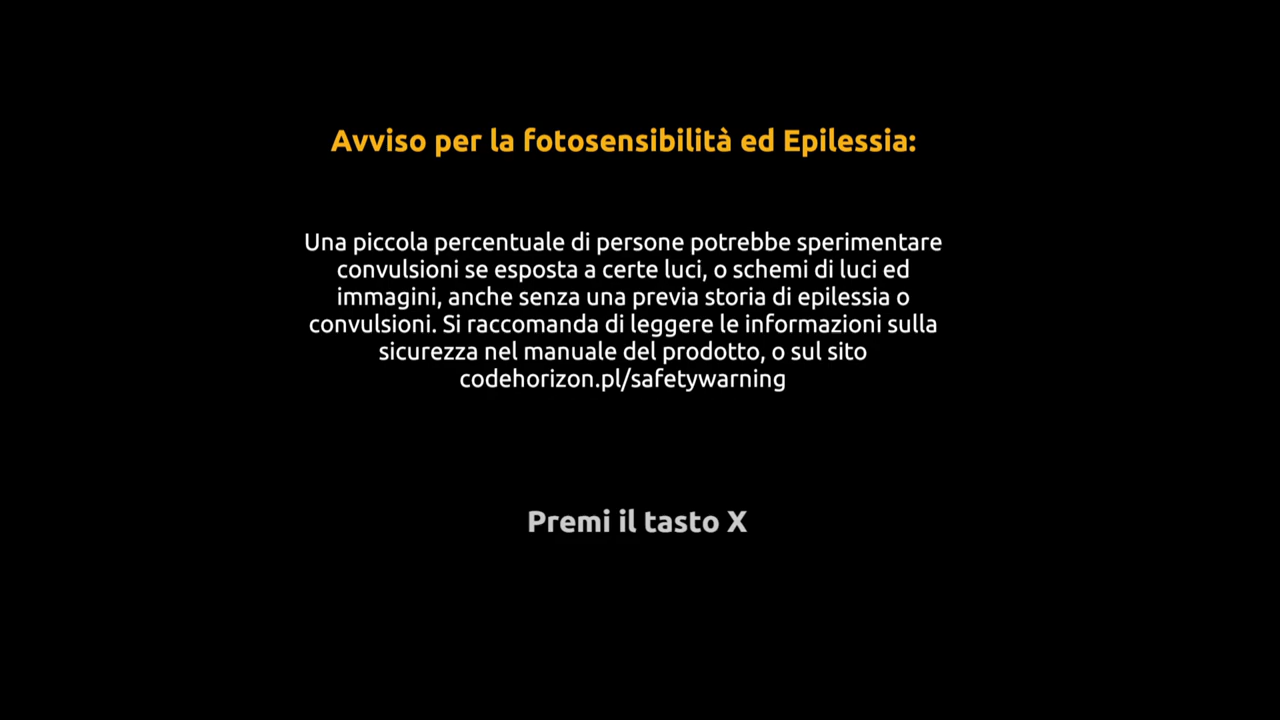 Avviso per la fotosensibilità ed Epilessia:
Una piccola percentuale di persone potrebbe sperimentare
convulsioni se esposta a certe luci, o schemi di luci ed
immagini, anche senza una previa storia di epilessia o
convulsioni. Si raccomanda di leggere le informazioni sulla
sicurezza nel manuale del prodotto, o sul sito
codehorizon.pl/safetywarning
Premi il tasto X